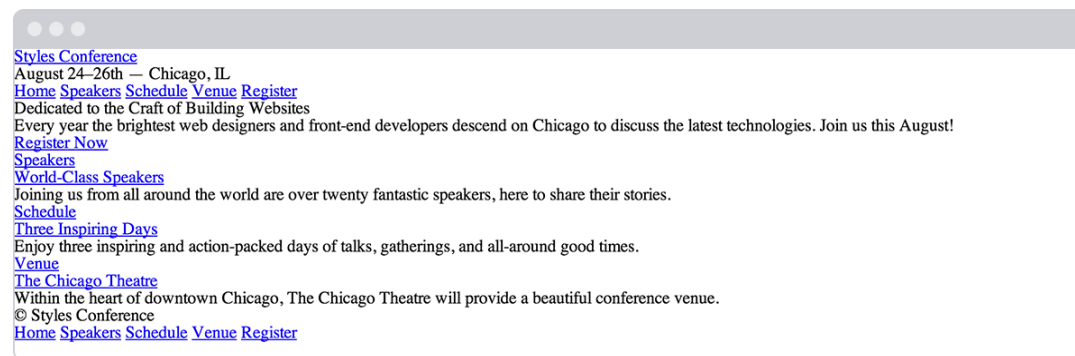 Styles Conference
August 24–26th — Chicago, IL
Home Speakers Schedule Venue Register
Dedicated to the Craft of Building Websites
Every year the brightest web designers and front-end developers descend on Chicago to discuss the latest technologies. Join us this August!
Register Now
Speakers
World-Class Speakers
Joining us from all around the world are over twenty fantastic speakers, here to share their stories.
Schedule
Three Inspiring Days
Enjoy three inspiring and action-packed days of talks, gatherings, and all-around good times.
Venue
The Chicago Theatre
Within the heart of downtown Chicago, The Chicago Theatre will provide a beautiful conference venue.
© Styles Conference
Home Speakers Schedule Venue Register